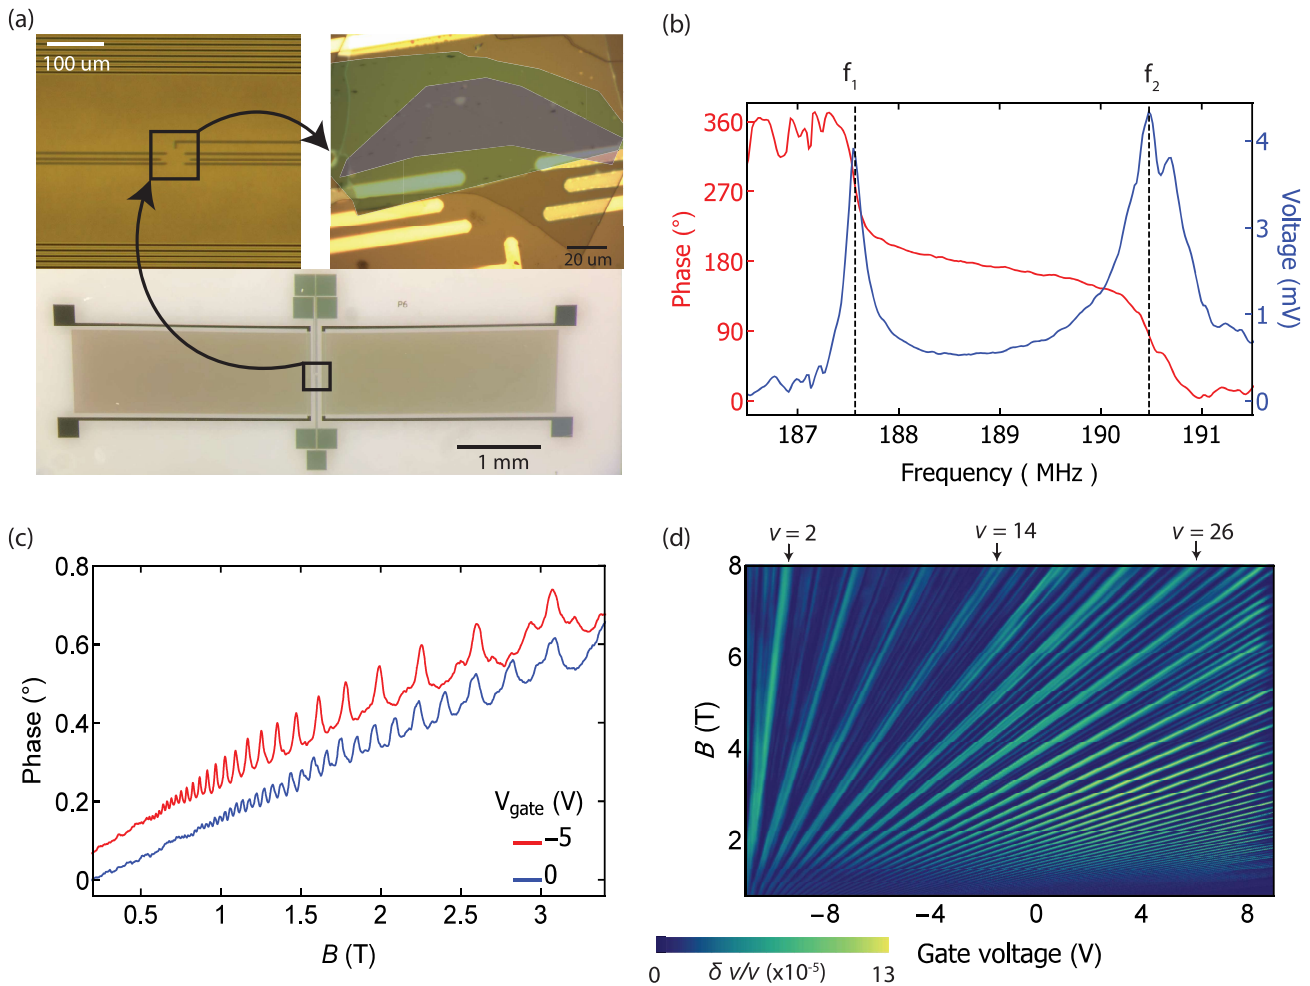 (a)
100 um
20 um
P6
1 mm
(b)
f1
f2
360
270
180
90
0
Phase (°)
4
3
1
0
Voltage (mV)
187
188
189
190
191
Frequency ( MHz )
(c)
0.8
0.6
0.4
0.2
0
Phase (°)
Vgate (V)
−5
0
0.5
1
1.5
2
2.5
3
B (T)
(d)
ν = 2
ν = 14
ν = 26
8
6
4
2
B (T)
−8
−4
0
4
8
Gate voltage (V)
0
13
δ v/v (x10-5)